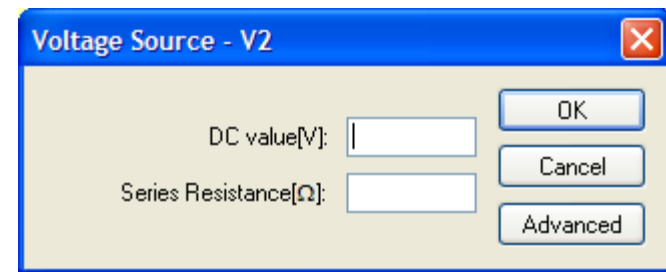 Voltage Source - V2
DC value[V]:
Series Resistance[Ω]:
OK
Cancel
Advanced